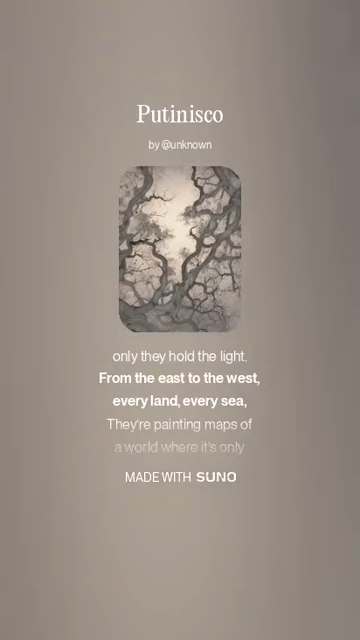 Putinisco
by @unknown
only they hold the light.
From the east to the west,
every land, every sea,
They're painting maps of
a world where it's only
MADE WITH SUNO